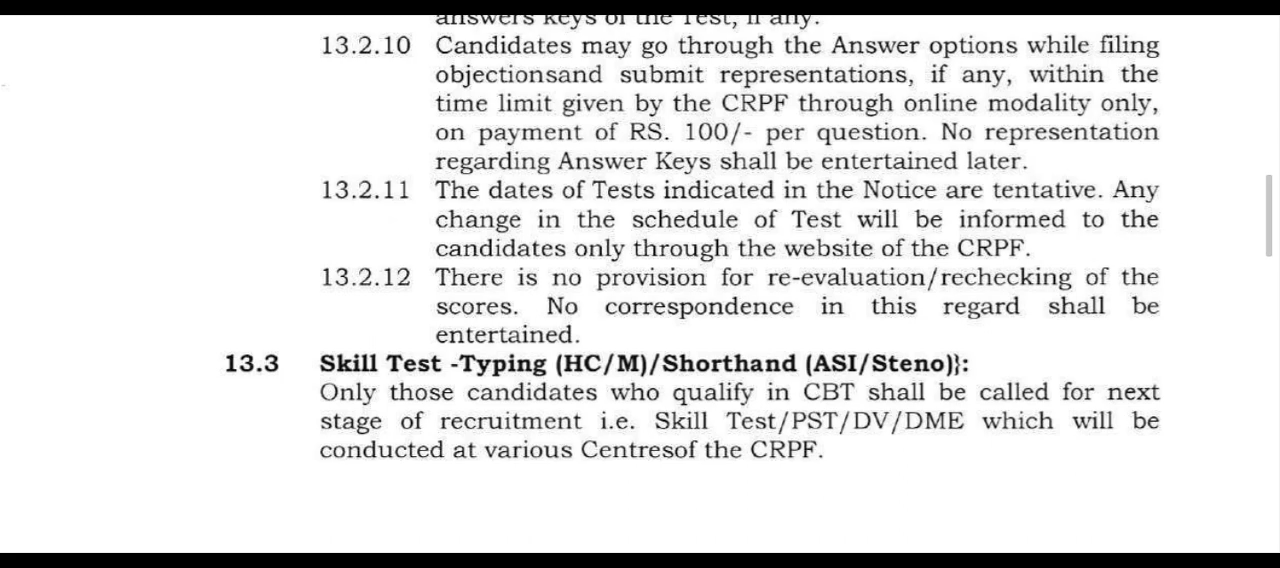 answers keys of the Test, if any.
13.2.10 Candidates may go through the Answer options while filing
objectionsand submit representations, if any, within the
time limit given by the CRPF through online modality only,
on payment of RS. 100/- per question. No representation
regarding Answer Keys shall be entertained later.
13.2.11 The dates of Tests indicated in the Notice are tentative. Any
change in the schedule of Test will be informed to the
candidates only through the website of the CRPF.
13.2.12 There is no provision for re-evaluation/rechecking of the
scores. No correspondence in this regard shall be
entertained.
13.3 Skill Test -Typing (HC/M)/Shorthand (ASI/Steno)}:
Only those candidates who qualify in CBT shall be called for next
stage of recruitment i.e. Skill Test/PST/DV/DME which will be
conducted at various Centresof the CRPF.